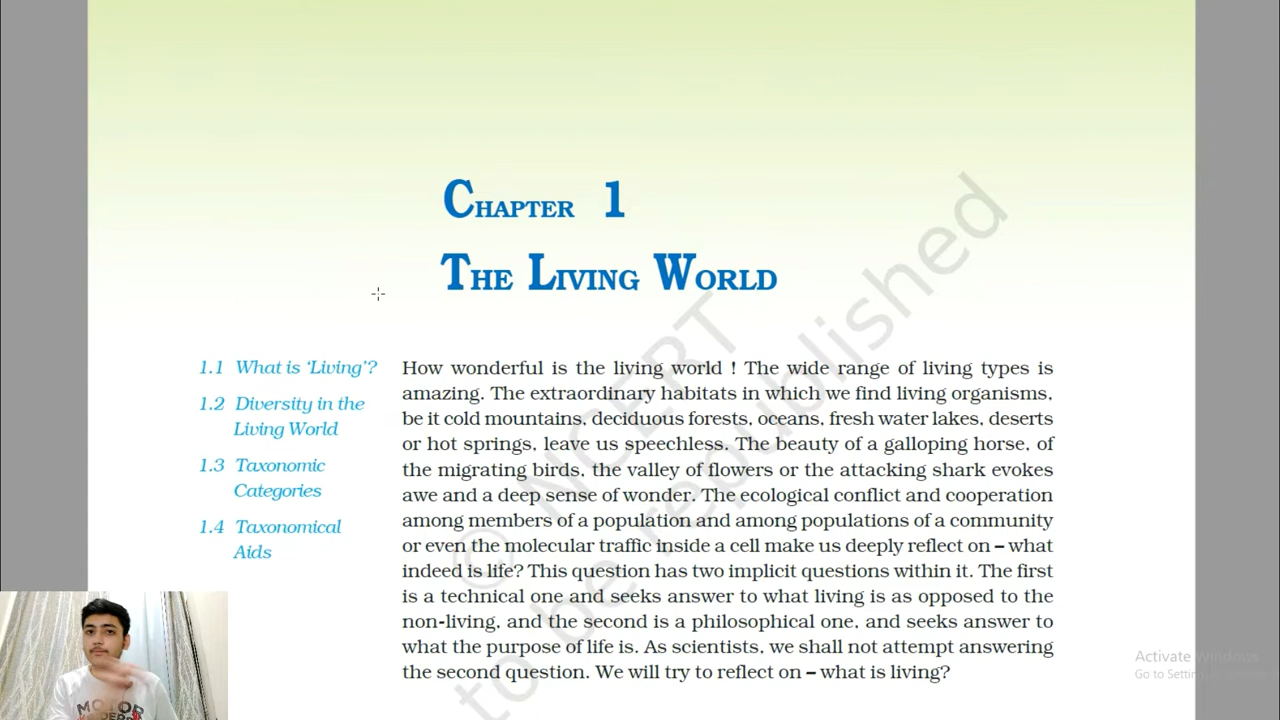 CHAPTER 1
THE LIVING WORLD
1.1 What is ‘Living’?
1.2 Diversity in the
Living World
1.3 Taxonomic
Categories
1.4 Taxonomical
Aids
How wonderful is the living world ! The wide range of living types is
amazing. The extraordinary habitats in which we find living organisms,
be it cold mountains, deciduous forests, oceans, fresh water lakes, deserts
or hot springs, leave us speechless. The beauty of a galloping horse, of
the migrating birds, the valley of flowers or the attacking shark evokes
awe and a deep sense of wonder. The ecological conflict and cooperation
among members of a population and among populations of a community
or even the molecular traffic inside a cell make us deeply reflect on – what
indeed is life? This question has two implicit questions within it. The first
is a technical one and seeks answer to what living is as opposed to the
non-living, and the second is a philosophical one, and seeks answer to
what the purpose of life is. As scientists, we shall not attempt answering
the second question. We will try to reflect on – what is living?
© NCERT
to be republished
Activate Windows
Go to
MOTOR